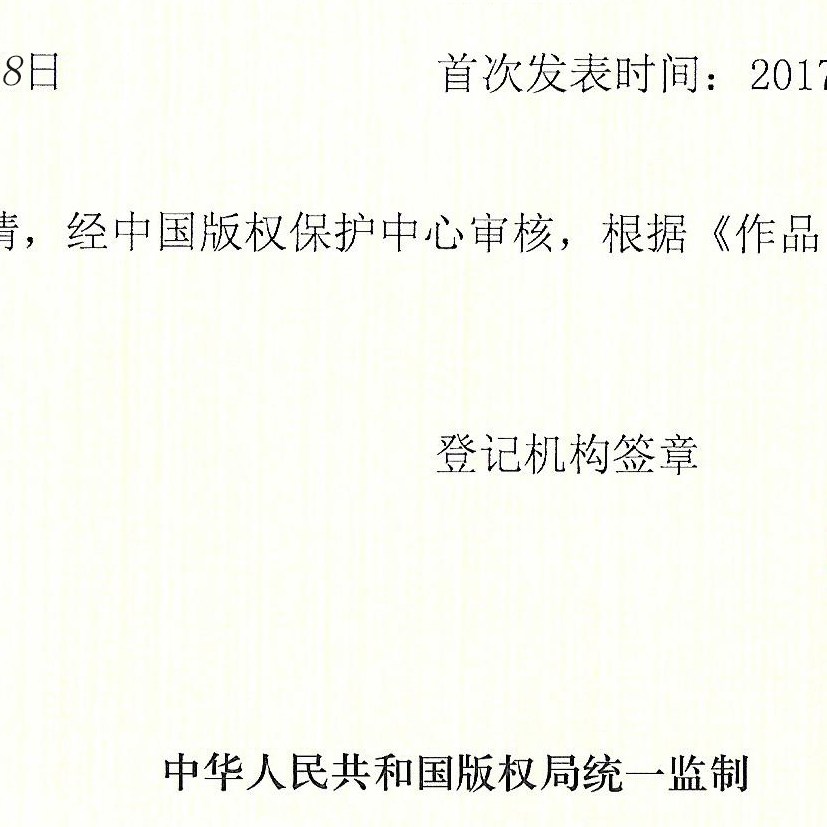 8日 首次发表时间：2017
请，经中国版权保护中心审核，根据《作品
登记机构签章
中华人民共和国版权局统一监制